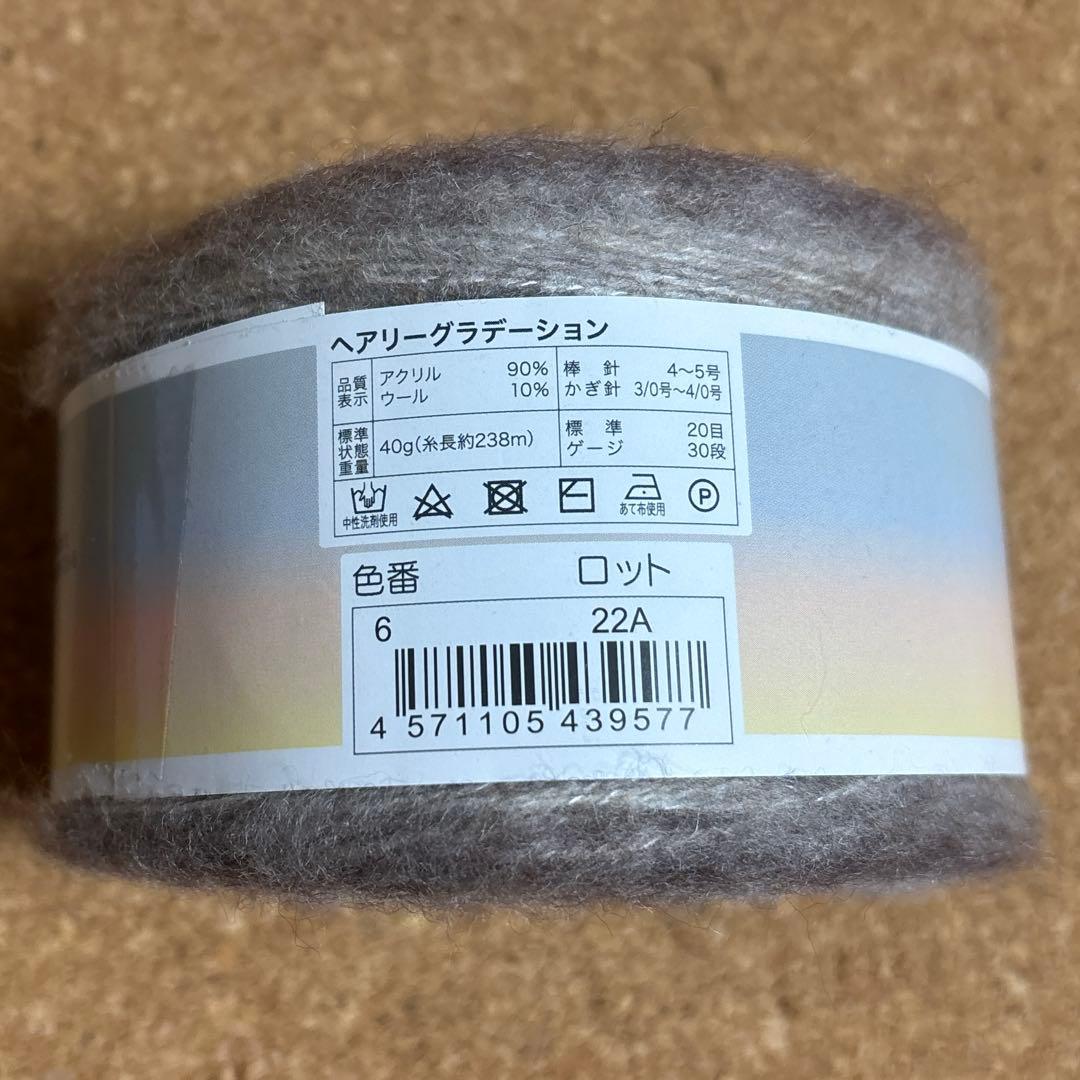 ヘアリーグラデーション
品質表示 アクリル 90%
ウール 10%
棒針 4〜5号
かぎ針 3/0号〜4/0号
標準状態重量 40g(糸長約238m)
標準ゲージ 20目
30段
中性洗剤使用
あて布使用
P
色番 ロット
6 22A
4 571105 439577